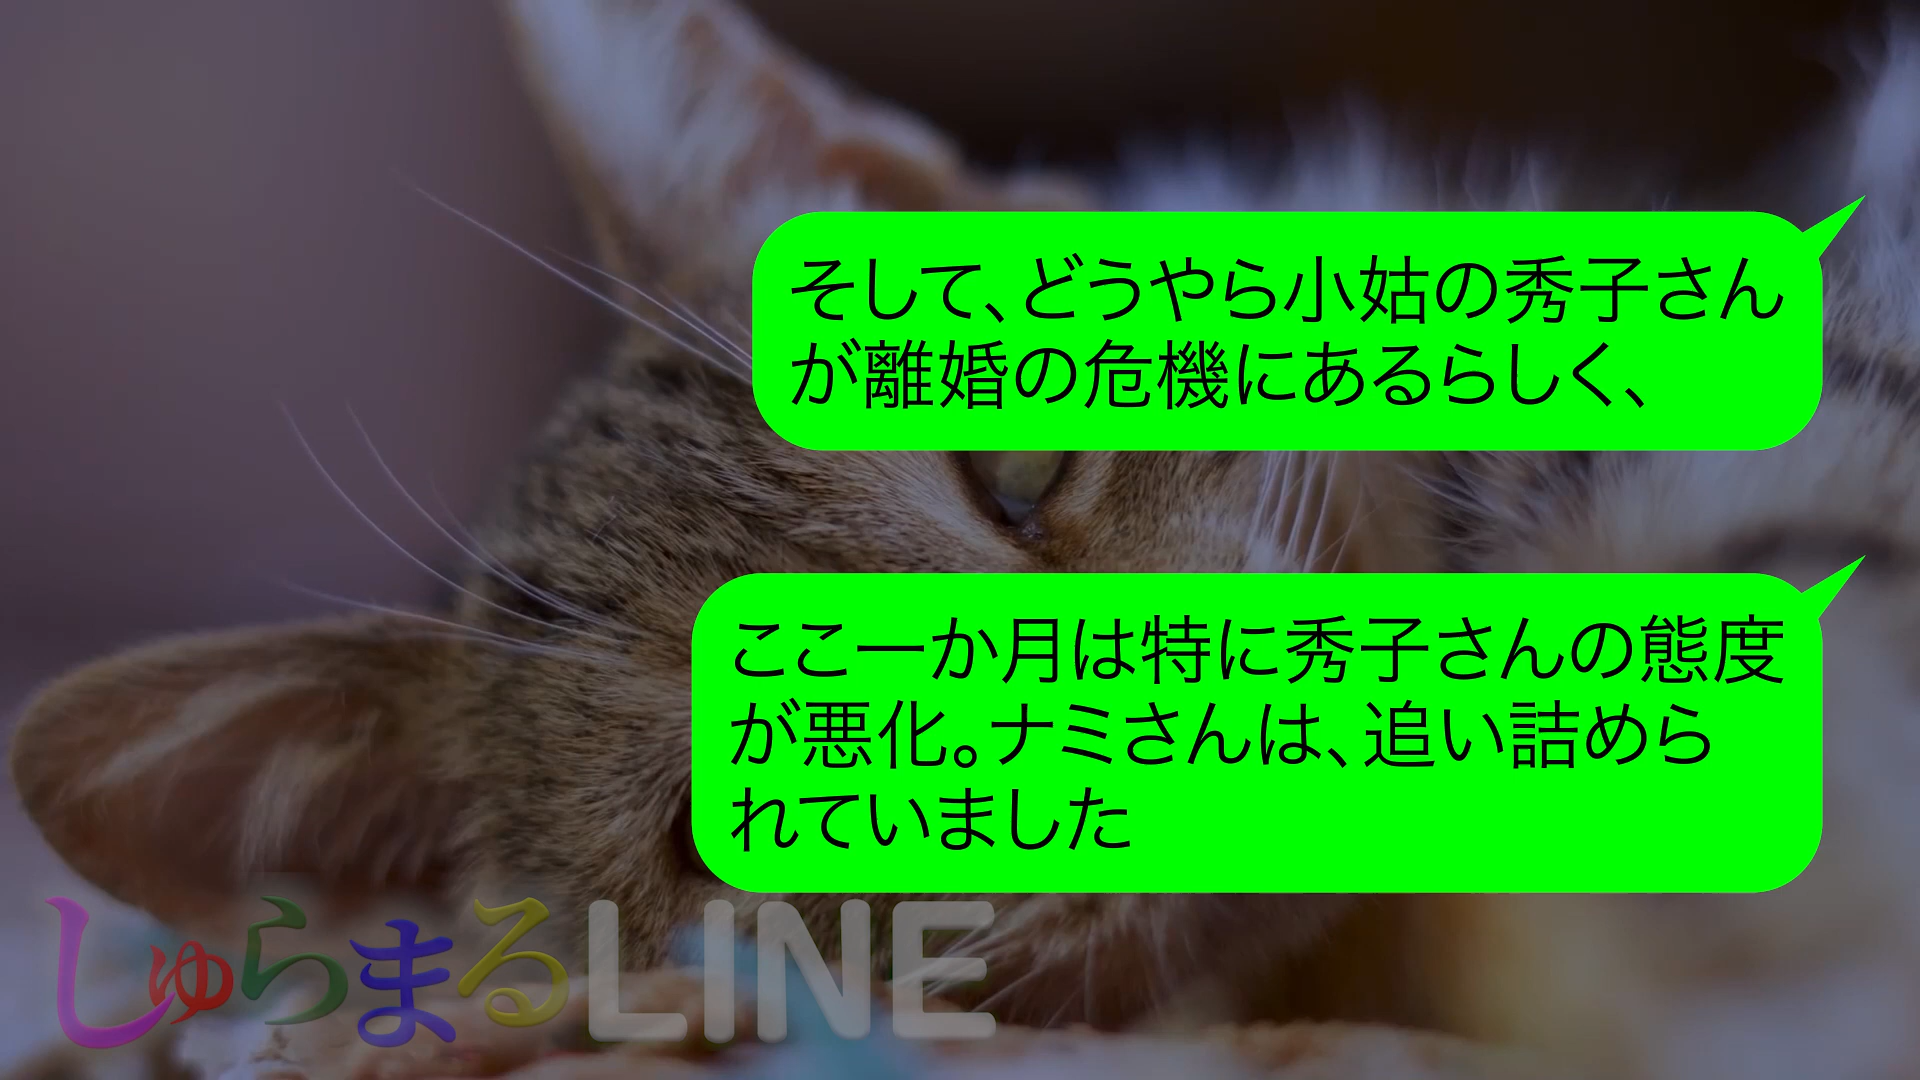 そして、どうやら小姑の秀子さん
が離婚の危機にあるらしく、
ここ一か月は特に秀子さんの態度
が悪化。ナミさんは、追い詰めら
れていました
しゅらまるLINE